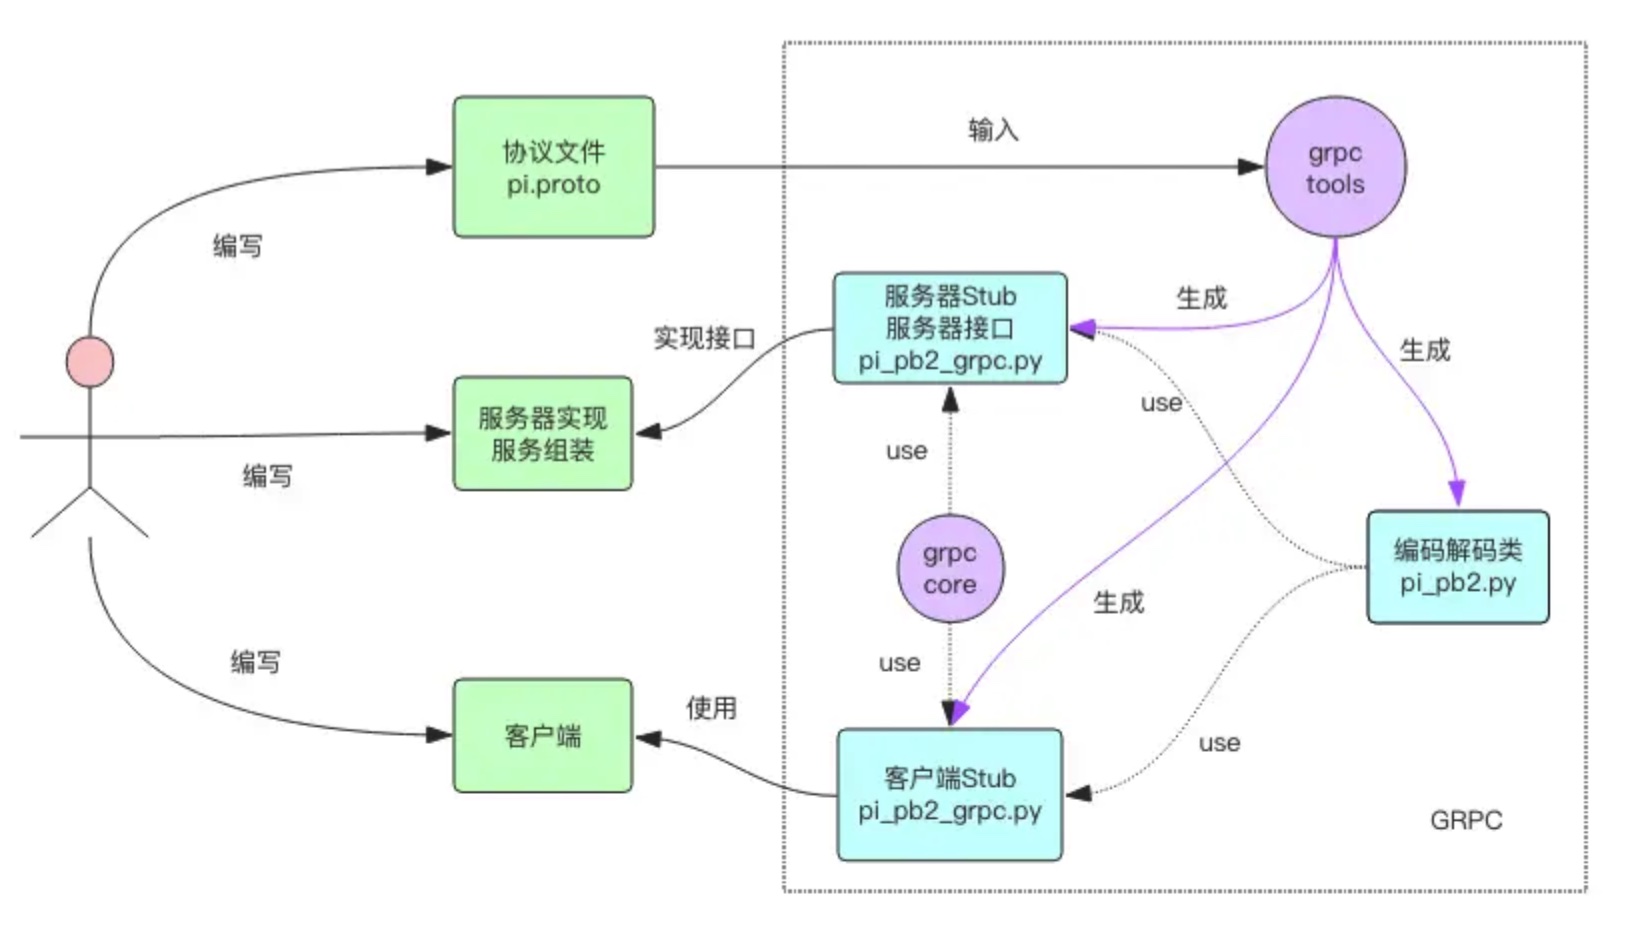 协议文件
pi.proto
输入
grpc
tools
编写
服务器Stub
服务器接口
pi_pb2_grpc.py
生成
实现接口
生成
use
服务器实现
服务组装
use
编写
grpc
core
编码解码类
pi_pb2.py
生成
编写
use
使用
客户端
use
客户端Stub
pi_pb2_grpc.py
GRPC